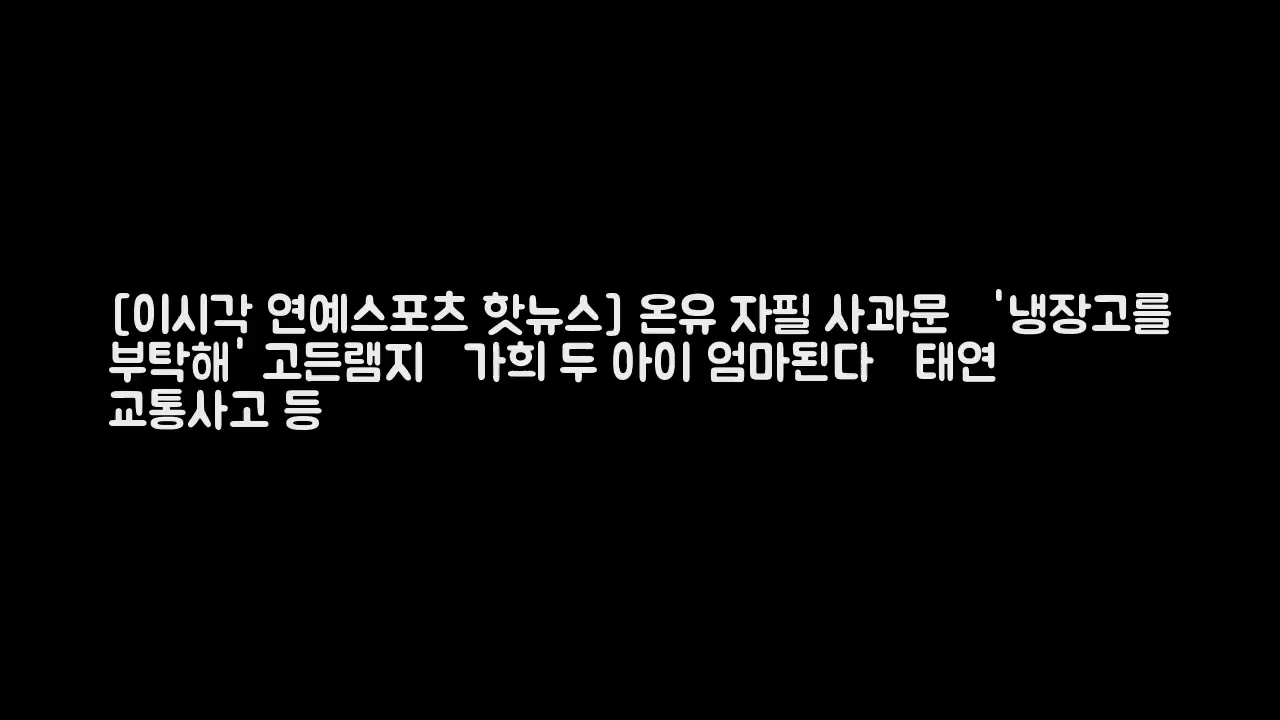 [이시각 연예스포츠 핫뉴스] 온유 자필 사과문   '냉장고를
부탁해' 고든램지   가희 두 아이 엄마된다   태연
교통사고 등